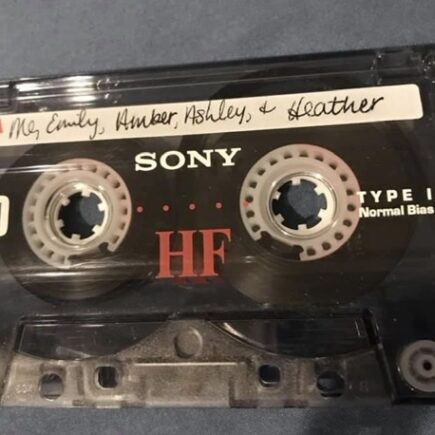 Me, Emily, Amber, Ashley, & Heather
SONY
TYPE I
Normal Bias
HF